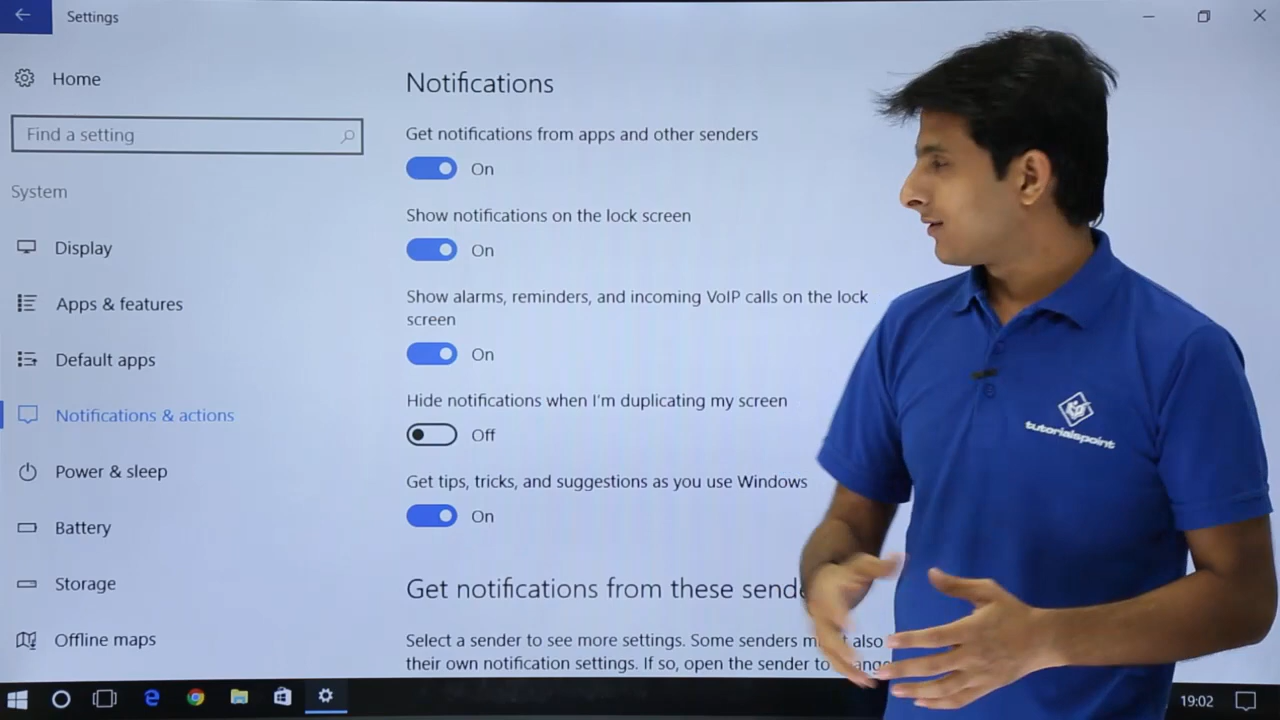 Settings
Home
Find a setting
System
Display
Apps & features
Default apps
Notifications & actions
Power & sleep
Battery
Storage
Offline maps
Notifications
Get notifications from apps and other senders
On
Show notifications on the lock screen
On
Show alarms, reminders, and incoming VoIP calls on the lock
screen
On
Hide notifications when I'm duplicating my screen
Off
Get tips, tricks, and suggestions as you use Windows
On
Get notifications from these
Select a sender to see more settings. Some senders also
their own notification settings. If so, open the sender to
tutorialspoint
19:02